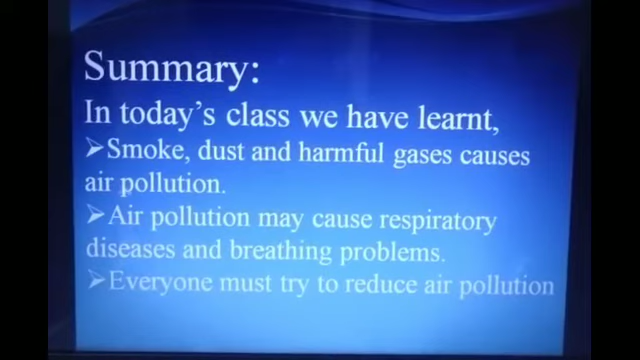 Summary:
In today's class we have learnt,
➢Smoke, dust and harmful gases causes
air pollution.
➢Air pollution may cause respiratory
diseases and breathing problems.
➢Everyone must try to reduce air pollution